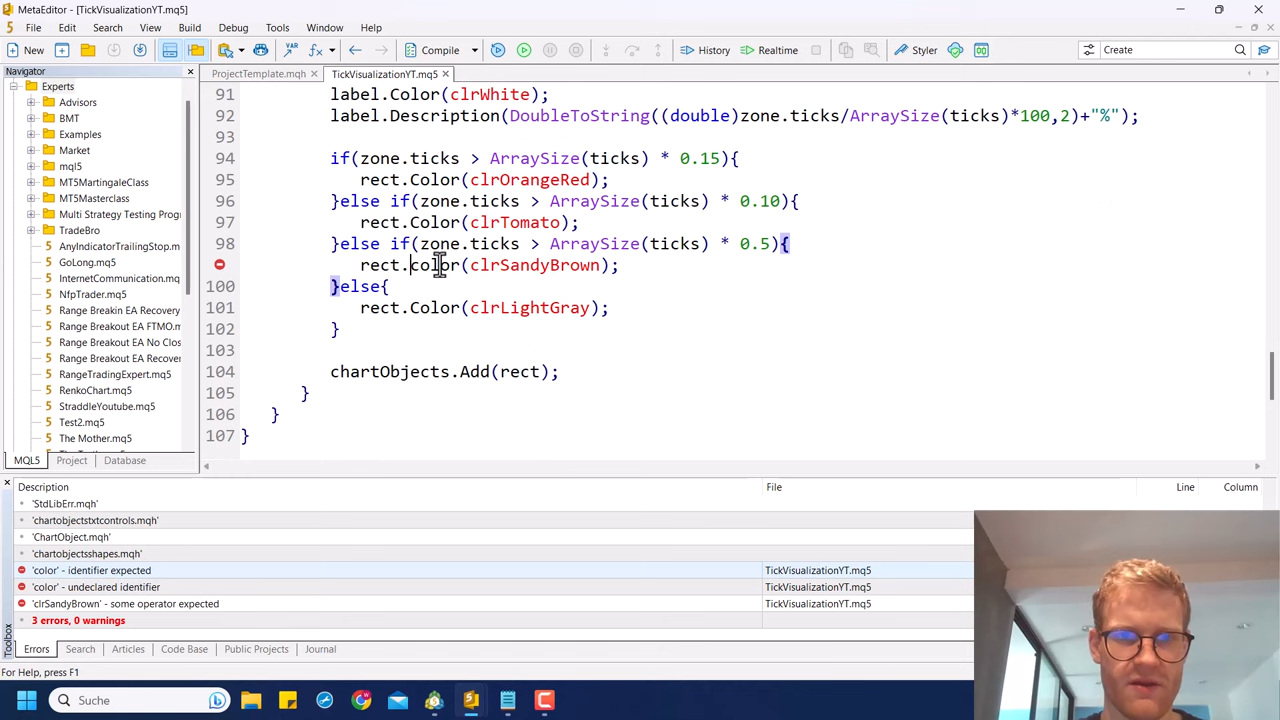 MetaEditor - [TickVisualizationYT.mq5]
File Edit Search View Build Debug Tools Window Help
New Compile History Realtime Styler Create
Navigator
ProjectTemplate.mqh TickVisualizationYT.mq5
Experts
Advisors
BMT
Examples
Market
mql5
MT5MartingaleClass
MT5Masterclass
Multi Strategy Testing Progr
TradeBro
AnyIndicatorTrailingStop.m
GoLong.mq5
InternetCommunication.mq
NfpTrader.mq5
Range Breakin EA Recovery
Range Breakout EA FTMO.m
Range Breakout EA No Clos
Range Breakout EA Recover
RangeTradingExpert.mq5
RenkoChart.mq5
StraddleYoutube.mq5
Test2.mq5
The Mother.mq5
MQL5 Project Database
91 label.Color(clrWhite);
92 label.Description(DoubleToString((double)zone.ticks/ArraySize(ticks)*100,2)+"%");
93
94 if(zone.ticks > ArraySize(ticks) * 0.15){
95 rect.Color(clrOrangeRed);
96 }else if(zone.ticks > ArraySize(ticks) * 0.10){
97 rect.Color(clrTomato);
98 }else if(zone.ticks > ArraySize(ticks) * 0.5){
rect.color(clrSandyBrown);
100 }else{
101 rect.Color(clrLightGray);
102 }
103
104 chartObjects.Add(rect);
105 }
106 }
107 }
Description File Line Column
'StdLibErr.mqh'
'chartobjectstxtcontrols.mqh'
'ChartObject.mqh'
'chartobjectsshapes.mqh'
'color' - identifier expected TickVisualizationYT.mq5
'color' - undeclared identifier TickVisualizationYT.mq5
'clrSandyBrown' - some operator expected TickVisualizationYT.mq5
3 errors, 0 warnings
Toolbox
Errors Search Articles Code Base Public Projects Journal
For Help, press F1
Suche